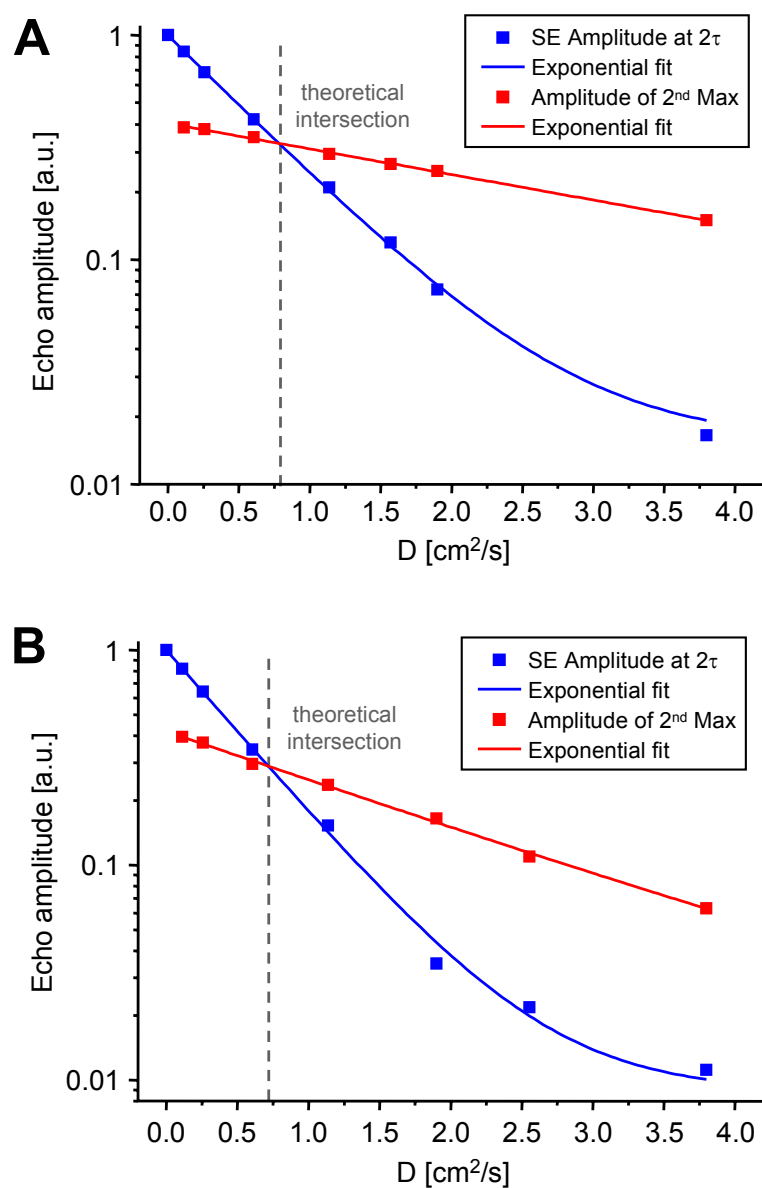 A
SE Amplitude at 2τ
Exponential fit
Amplitude of 2nd Max
Exponential fit
theoretical
intersection
Echo amplitude [a.u.]
1
0.1
0.01
0.0 0.5 1.0 1.5 2.0 2.5 3.0 3.5 4.0
D [cm²/s]
B
SE Amplitude at 2τ
Exponential fit
Amplitude of 2nd Max
Exponential fit
theoretical
intersection
Echo amplitude [a.u.]
1
0.1
0.01
0.0 0.5 1.0 1.5 2.0 2.5 3.0 3.5 4.0
D [cm²/s]